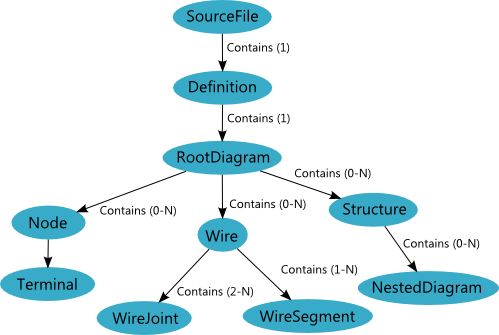 SourceFile
Contains (1)
Definition
Contains (1)
RootDiagram
Contains (0-N)
Contains (0-N)
Contains (0-N)
Node
Wire
Structure
Contains (0-N)
Contains (2-N)
Contains (1-N)
Terminal
WireJoint
WireSegment
NestedDiagram